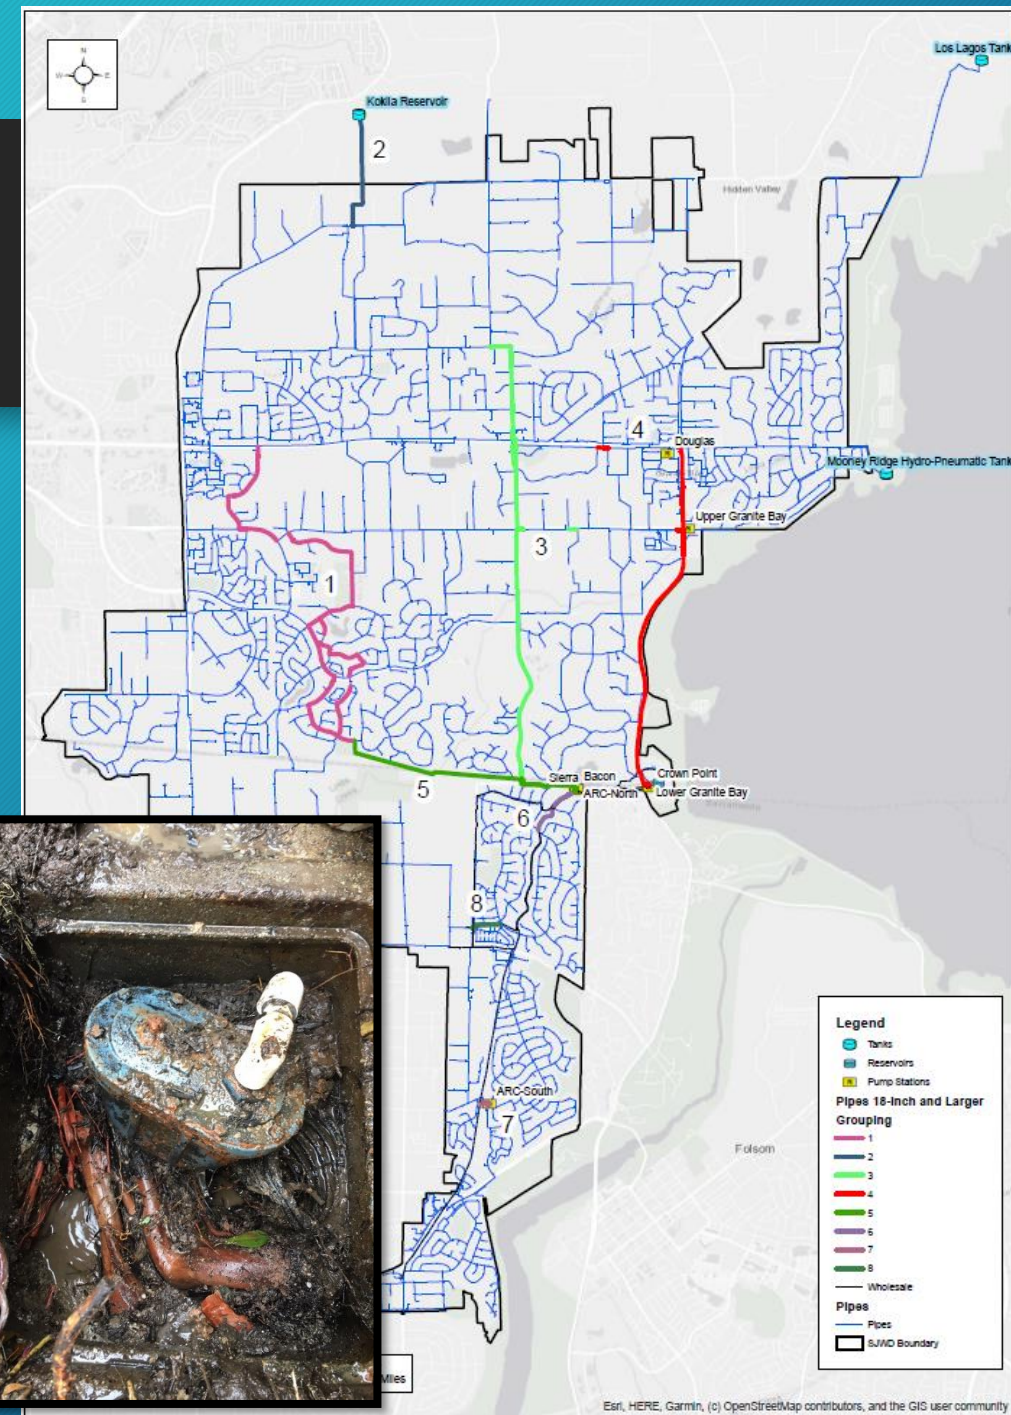 N
W
E
S
Los Lagos Tank
Kokila Reservoir
2
Hidden Valley
4
Douglas
Mooney Ridge Hydro-Pneumatic Tank
Upper Granite Bay
3
1
Sierra
Bacon
Crown Point
ARC-North
Lower Granite Bay
5
6
8
ARC-South
7
Folsom
Legend
Tanks
Reservoirs
Pump Stations
Pipes 18-Inch and Larger
Grouping
1
2
3
4
5
6
7
8
Wholesale
Pipes
Pipes
SJWD Boundary
Miles
Esri, HERE, Garmin, (c) OpenStreetMap contributors, and the GIS user community